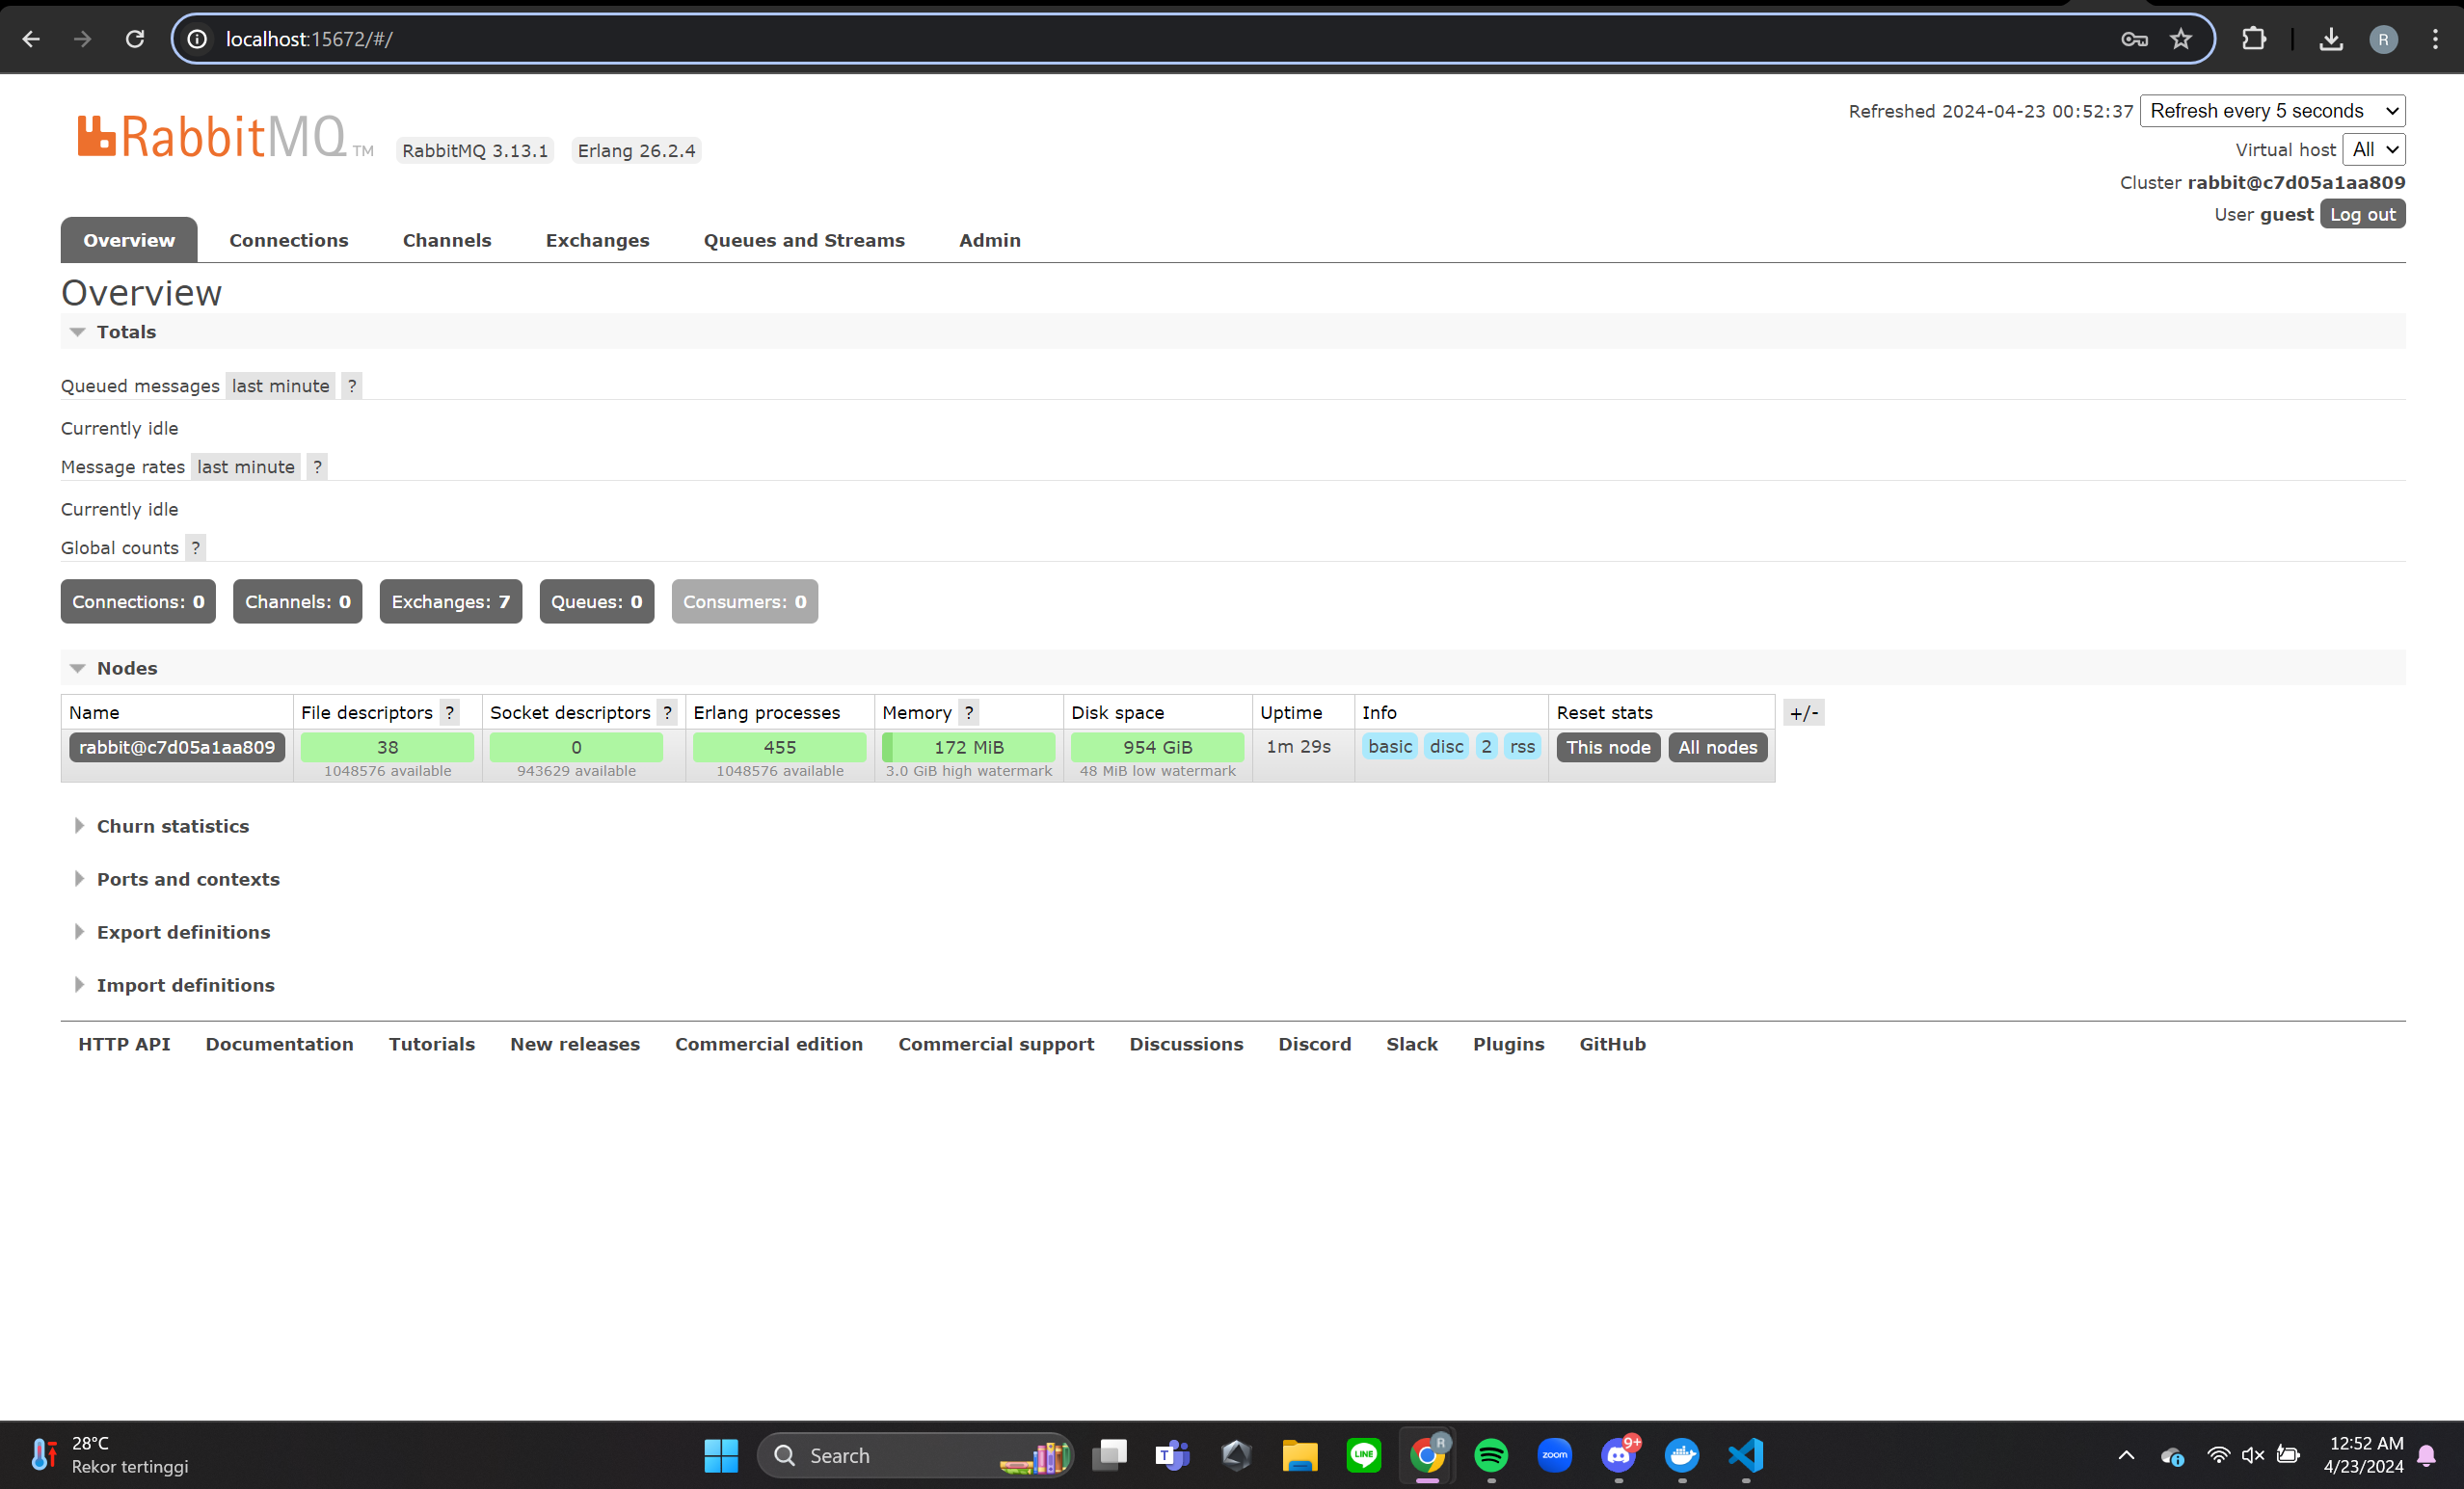 localhost:15672/#/
R
RabbitMQ TM
RabbitMQ 3.13.1 Erlang 26.2.4
Refreshed 2024-04-23 00:52:37 Refresh every 5 seconds
Virtual host All
Cluster rabbit@c7d05a1aa809
User guest Log out
Overview Connections Channels Exchanges Queues and Streams Admin
Overview
Totals
Queued messages last minute ?
Currently idle
Message rates last minute ?
Currently idle
Global counts ?
Connections: 0 Channels: 0 Exchanges: 7 Queues: 0 Consumers: 0
Nodes
Name File descriptors ? Socket descriptors ? Erlang processes Memory ? Disk space Uptime Info Reset stats +/-
rabbit@c7d05a1aa809 38 0 455 172 MiB 954 GiB 1m 29s basic disc 2 rss This node All nodes
1048576 available 943629 available 1048576 available 3.0 GiB high watermark 48 MiB low watermark
Churn statistics
Ports and contexts
Export definitions
Import definitions
HTTP API Documentation Tutorials New releases Commercial edition Commercial support Discussions Discord Slack Plugins GitHub
28°C
Rekor tertinggi
Search
T
LINE
R
zoom
9+
12:52 AM
4/23/2024